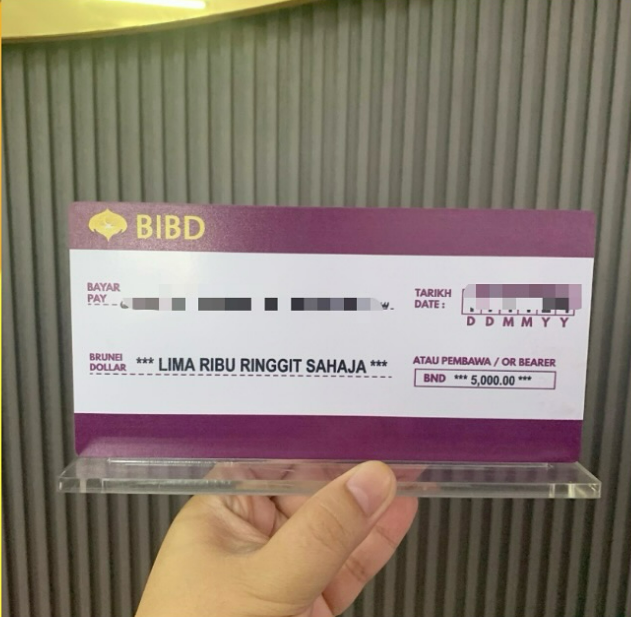 BIBD
BAYAR
PAY
TARIKH
DATE :
D D M M Y Y
BRUNEI
DOLLAR
*** LIMA RIBU RINGGIT SAHAJA ***
ATAU PEMBAWA / OR BEARER
BND *** 5,000.00 ***